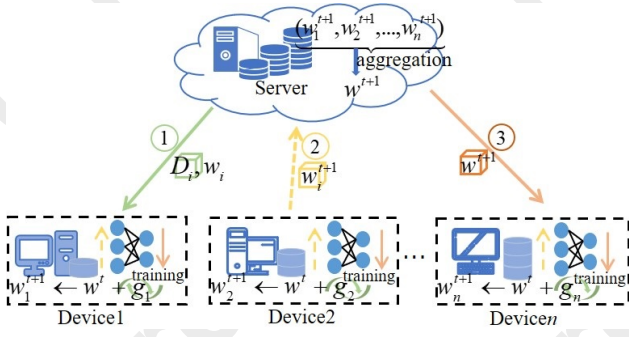 (w_1^{t+1}, w_2^{t+1}, ..., w_n^{t+1})
aggregation
Server
w^{t+1}
1
D_i, w_i
2
w_i^{t+1}
3
w^{t+1}
training
w_1^{t+1} ← w^t + g_1
Device1
training
w_2^{t+1} ← w^t + g_2
Device2
...
training
w_n^{t+1} ← w^t + g_n
Devicen